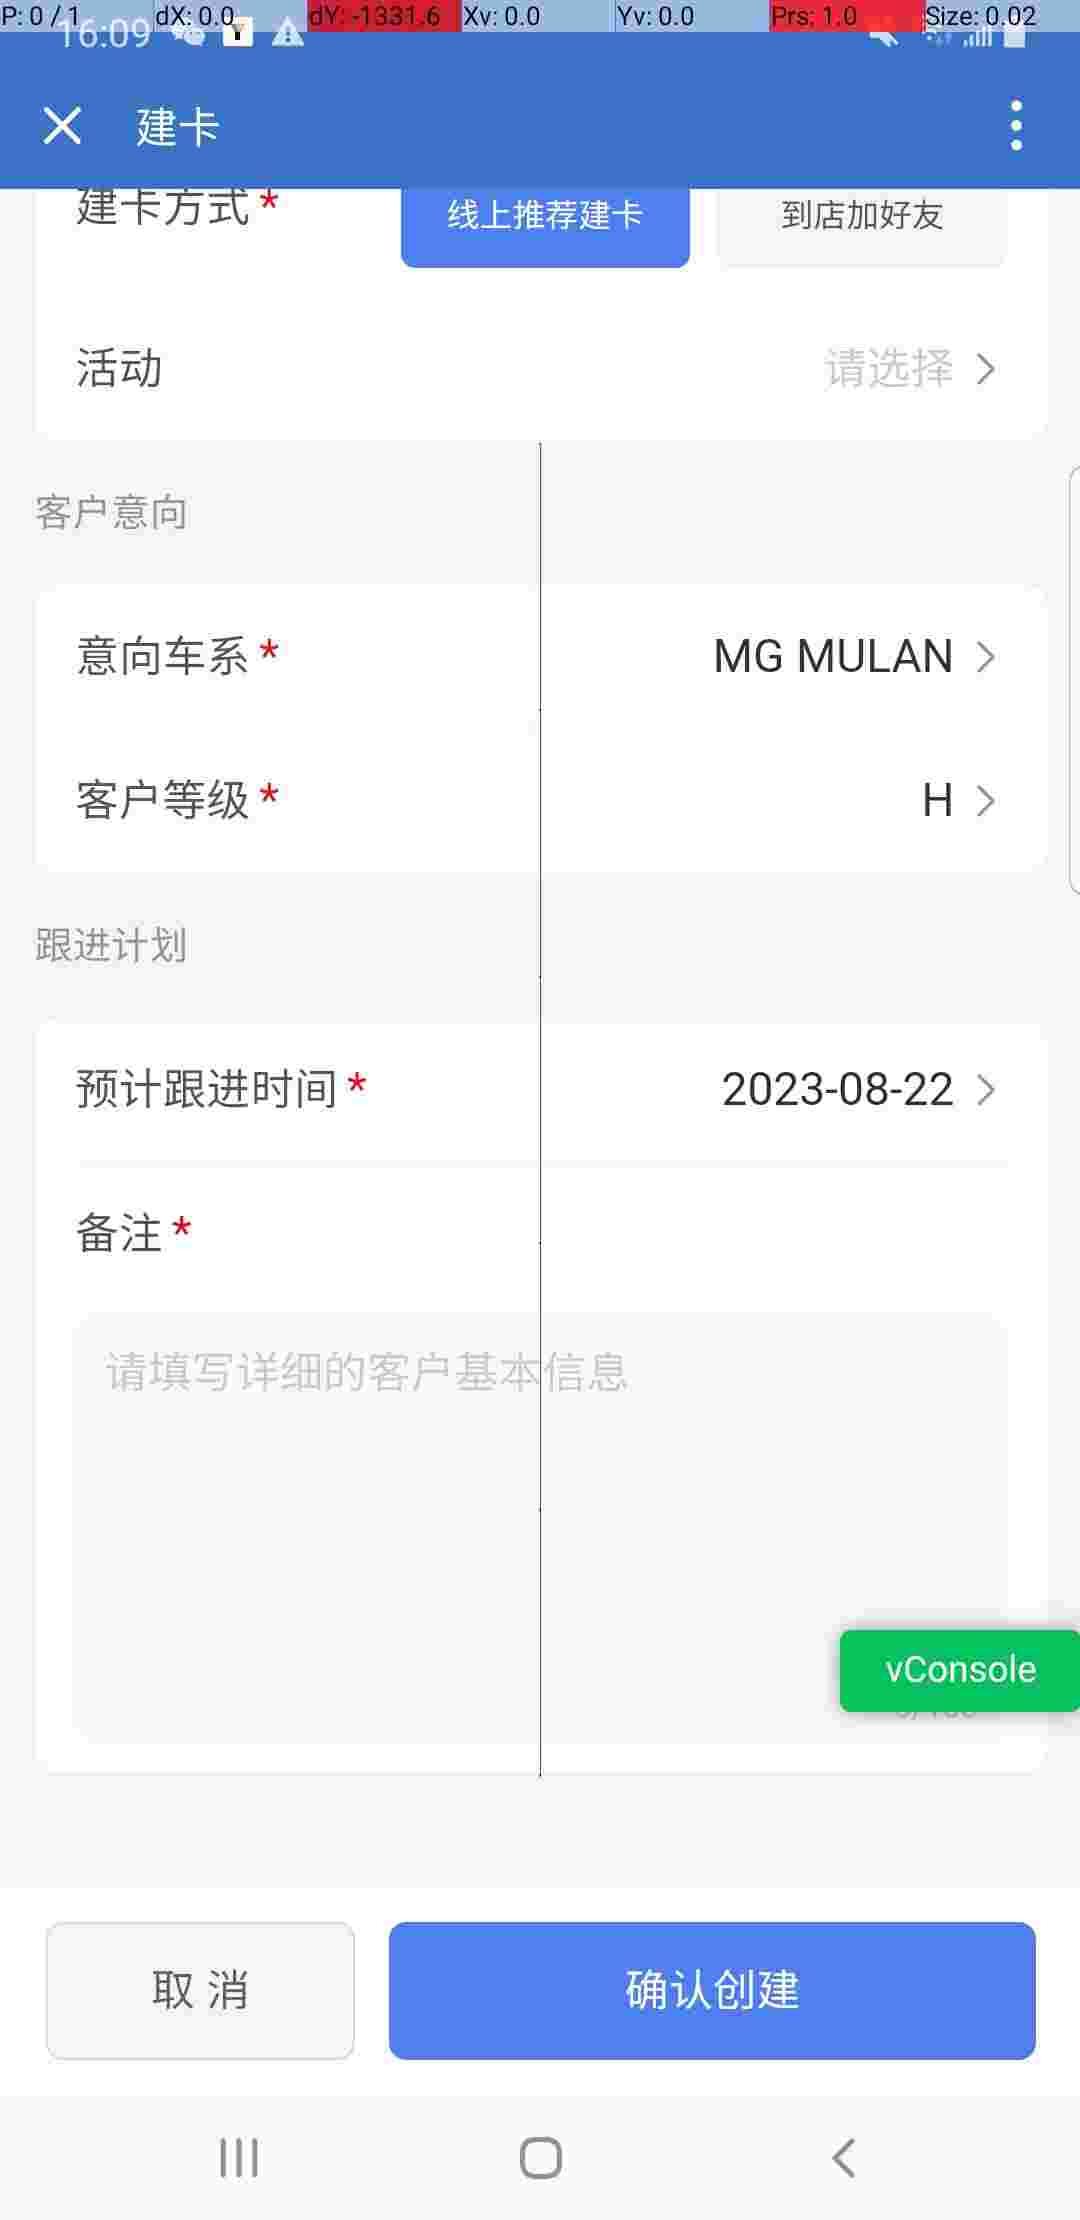 P: 0 / 1 dX: 0.0 dY: -1331.6 Xv: 0.0 Yv: 0.0 Prs: 1.0 Size: 0.02
16:09
建卡
建卡方式 * 线上推荐建卡 到店加好友
活动 请选择
客户意向
意向车系 * MG MULAN
客户等级 * H
跟进计划
预计跟进时间 * 2023-08-22
备注 *
请填写详细的客户基本信息
vConsole
取 消 确认创建